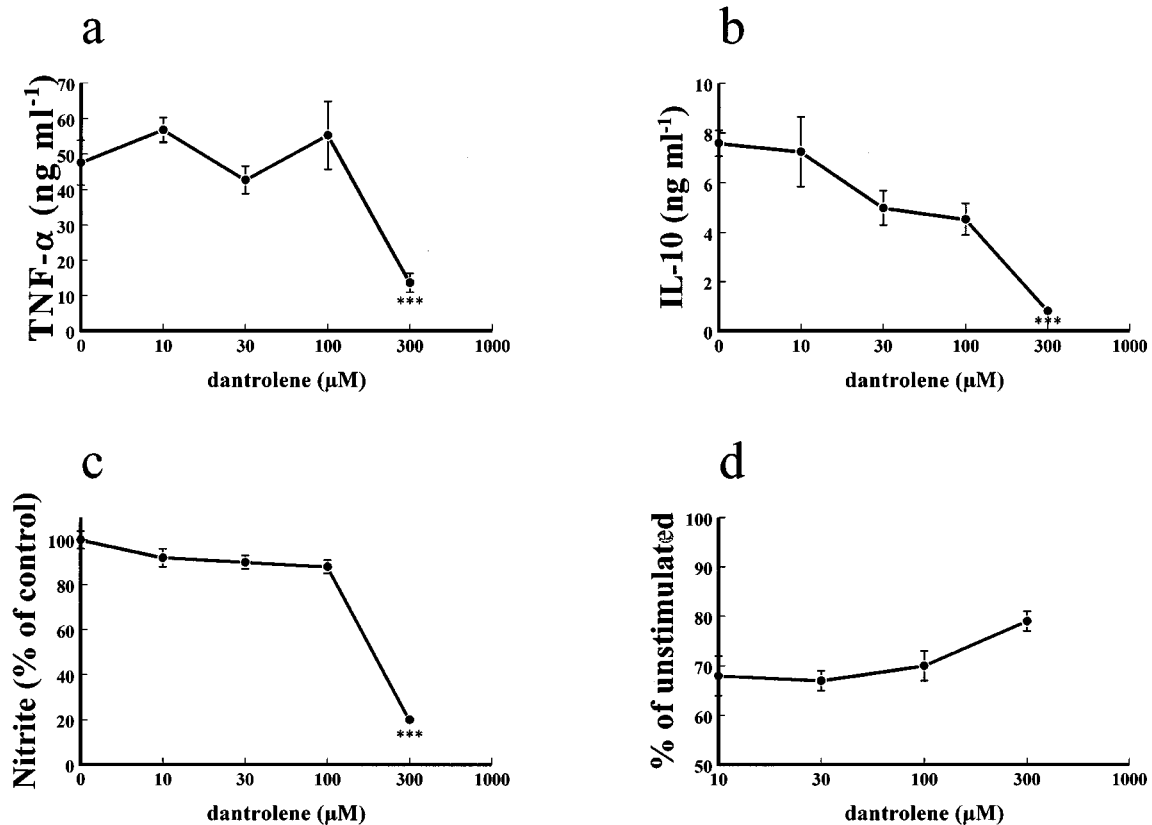 a
TNF-α (ng ml⁻¹)
70
60
50
40
30
20
10
0
***
0 10 30 100 300 1000
dantrolene (μM)
b
IL-10 (ng ml⁻¹)
10
8
6
4
2
0
***
0 10 30 100 300 1000
dantrolene (μM)
c
Nitrite (% of control)
100
80
60
40
20
0
***
0 10 30 100 300 1000
dantrolene (μM)
d
% of unstimulated
100
90
80
70
60
50
10 30 100 300 1000
dantrolene (μM)